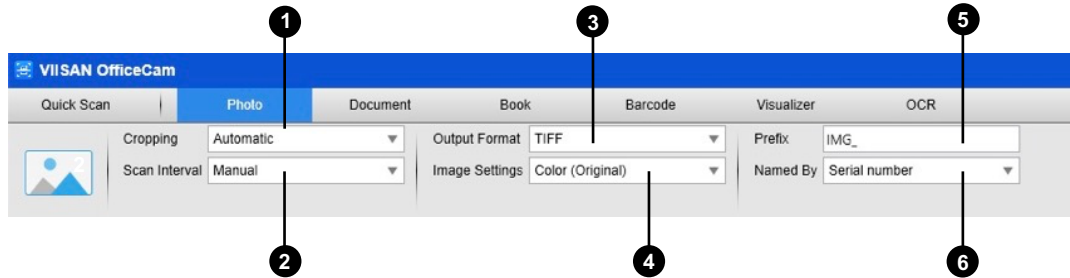 1 3 5
VIISAN OfficeCam
Quick Scan Photo Document Book Barcode Visualizer OCR
Cropping Automatic Output Format TIFF Prefix IMG_
Scan Interval Manual Image Settings Color (Original) Named By Serial number
2 4 6